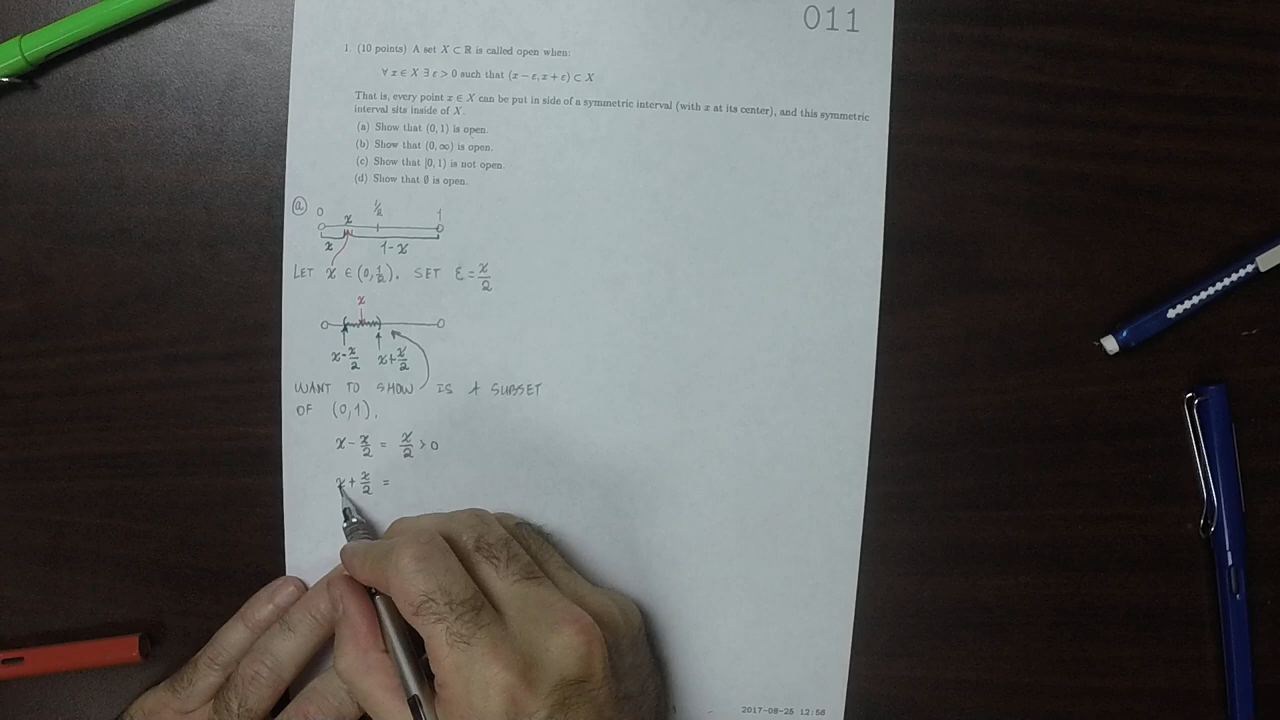 011
1. (10 points) A set X ⊂ ℝ is called open when:
∀ x ∈ X ∃ ε > 0 such that (x − ε, x + ε) ⊂ X
That is, every point x ∈ X can be put in side of a symmetric interval (with x at its center), and this symmetric
interval sits inside of X.
(a) Show that (0, 1) is open.
(b) Show that (0, ∞) is open.
(c) Show that [0, 1) is not open.
(d) Show that ∅ is open.
ⓐ 0 x 1/2 1
x 1-x
LET x ∈ (0, 1/2). SET ε = x/2
x
x - x/2 x + x/2
WANT TO SHOW IS A SUBSET
OF (0,1).
x - x/2 = x/2 > 0
x + x/2 =
2017-08-25 12:56